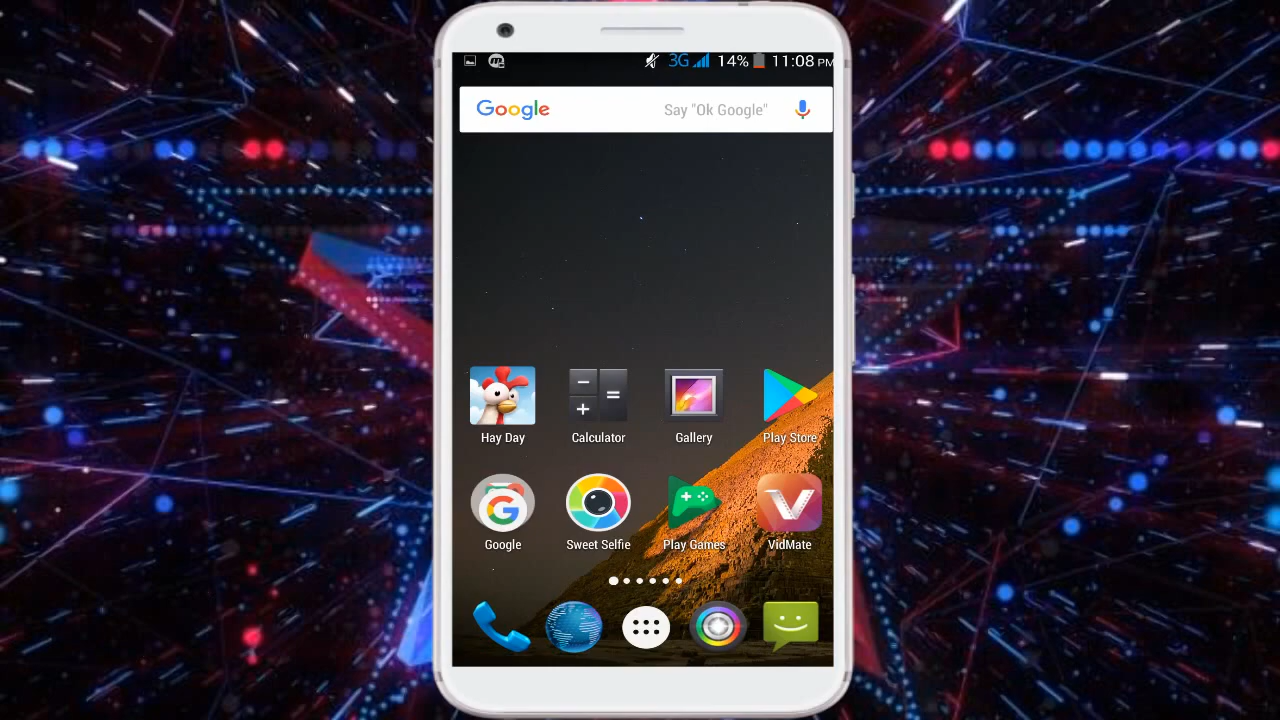 3G 14% 11:08 PM
Google Say "Ok Google"
Hay Day Calculator Gallery Play Store
Google Sweet Selfie Play Games VidMate